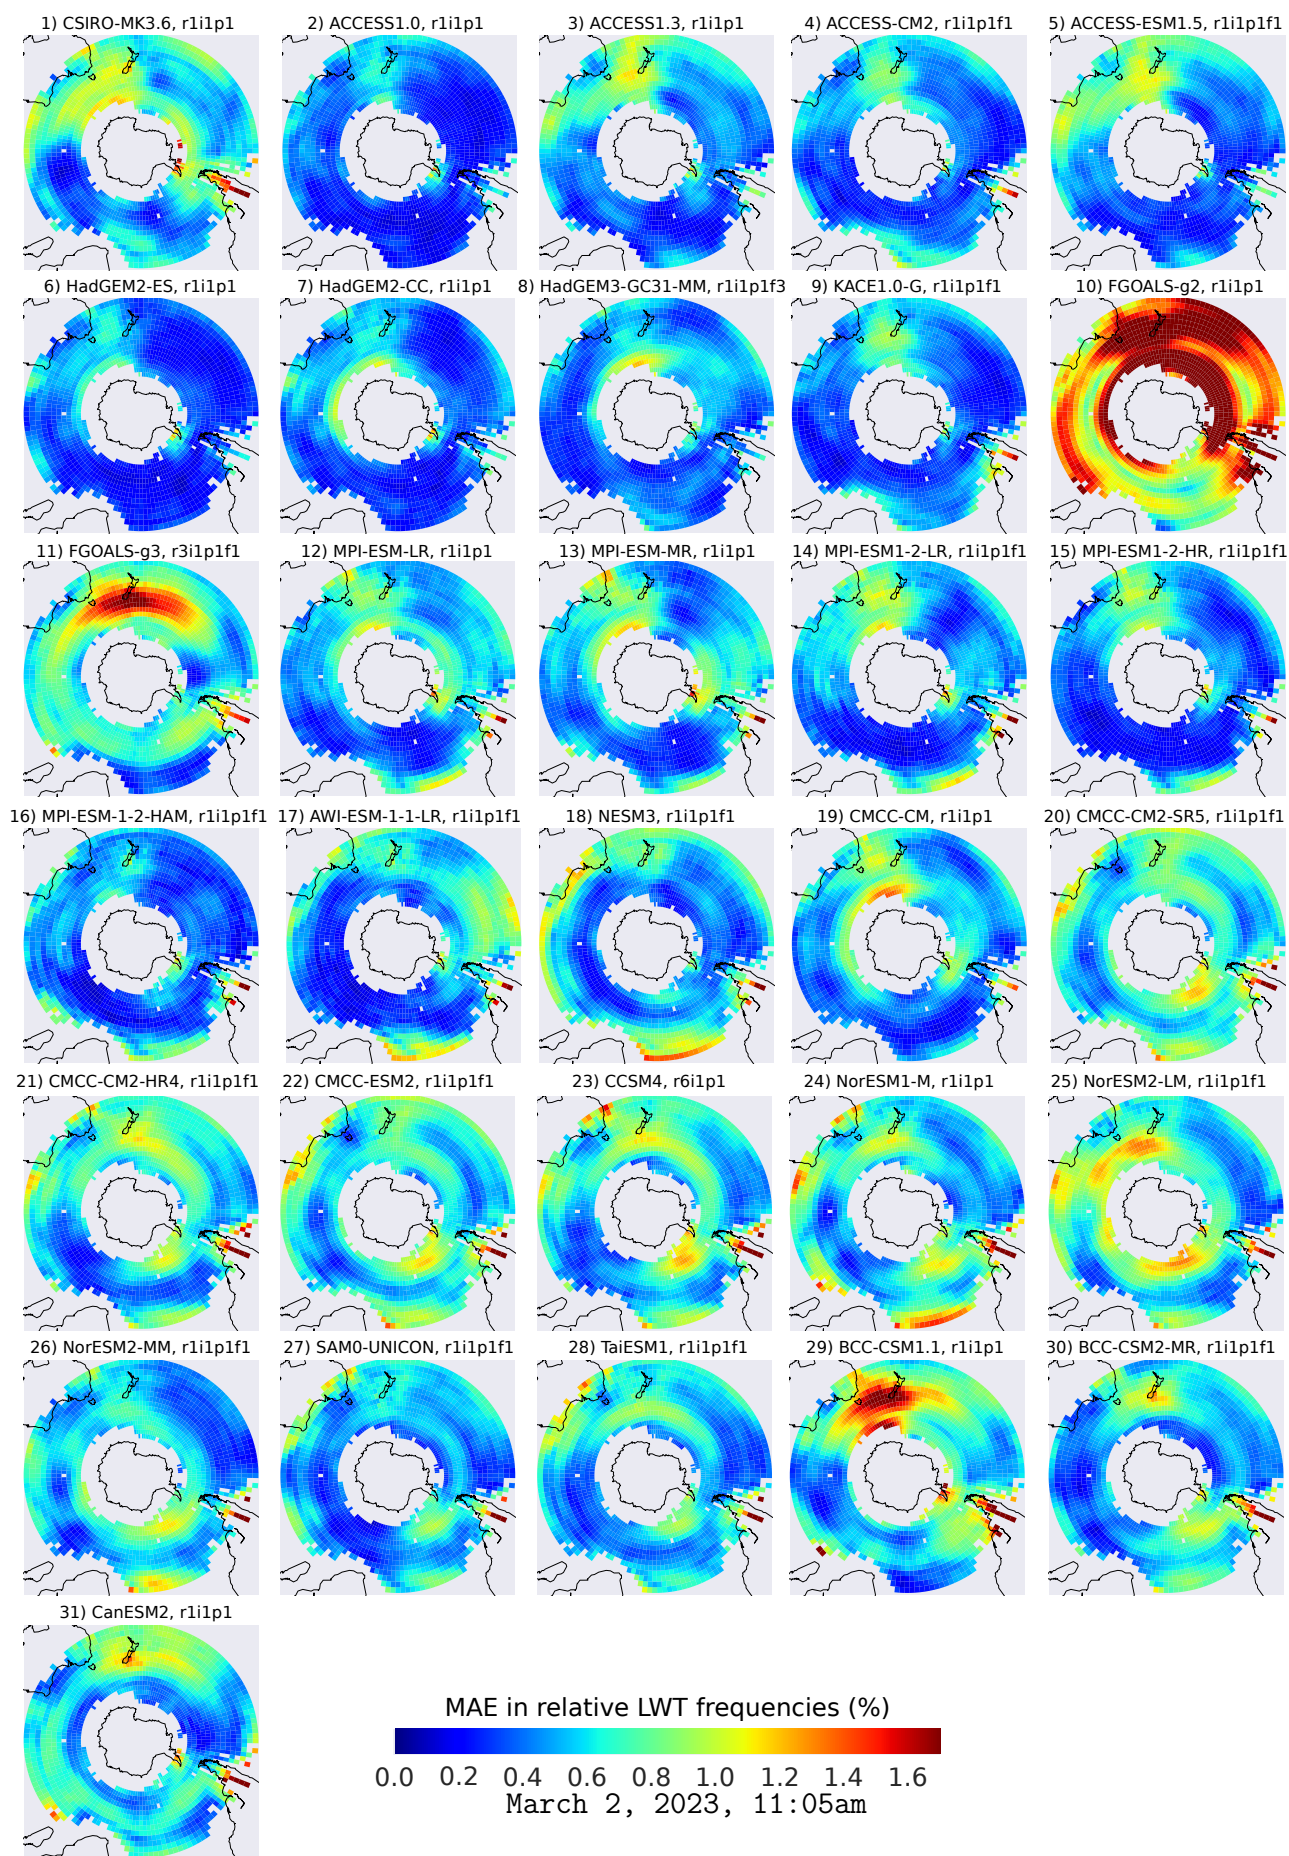 1) CSIRO-MK3.6, r1i1p1
2) ACCESS1.0, r1i1p1
3) ACCESS1.3, r1i1p1
4) ACCESS-CM2, r1i1p1f1
5) ACCESS-ESM1.5, r1i1p1f1
6) HadGEM2-ES, r1i1p1
7) HadGEM2-CC, r1i1p1
8) HadGEM3-GC31-MM, r1i1p1f3
9) KACE1.0-G, r1i1p1f1
10) FGOALS-g2, r1i1p1
11) FGOALS-g3, r3i1p1f1
12) MPI-ESM-LR, r1i1p1
13) MPI-ESM-MR, r1i1p1
14) MPI-ESM1-2-LR, r1i1p1f1
15) MPI-ESM1-2-HR, r1i1p1f1
16) MPI-ESM-1-2-HAM, r1i1p1f1
17) AWI-ESM-1-1-LR, r1i1p1f1
18) NESM3, r1i1p1f1
19) CMCC-CM, r1i1p1
20) CMCC-CM2-SR5, r1i1p1f1
21) CMCC-CM2-HR4, r1i1p1f1
22) CMCC-ESM2, r1i1p1f1
23) CCSM4, r6i1p1
24) NorESM1-M, r1i1p1
25) NorESM2-LM, r1i1p1f1
26) NorESM2-MM, r1i1p1f1
27) SAM0-UNICON, r1i1p1f1
28) TaiESM1, r1i1p1f1
29) BCC-CSM1.1, r1i1p1
30) BCC-CSM2-MR, r1i1p1f1
31) CanESM2, r1i1p1
MAE in relative LWT frequencies (%)
0.0 0.2 0.4 0.6 0.8 1.0 1.2 1.4 1.6
March 2, 2023, 11:05am